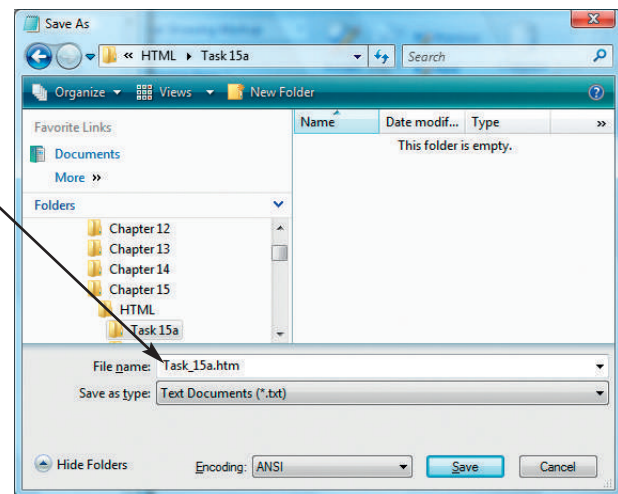 Save As
« HTML ▸ Task 15a Search
Organize Views New Folder
Favorite Links
Documents
More »
Folders
Chapter 12
Chapter 13
Chapter 14
Chapter 15
HTML
Task 15a
Name Date modif... Type »
This folder is empty.
File name: Task_15a.htm
Save as type: Text Documents (*.txt)
Hide Folders Encoding: ANSI Save Cancel